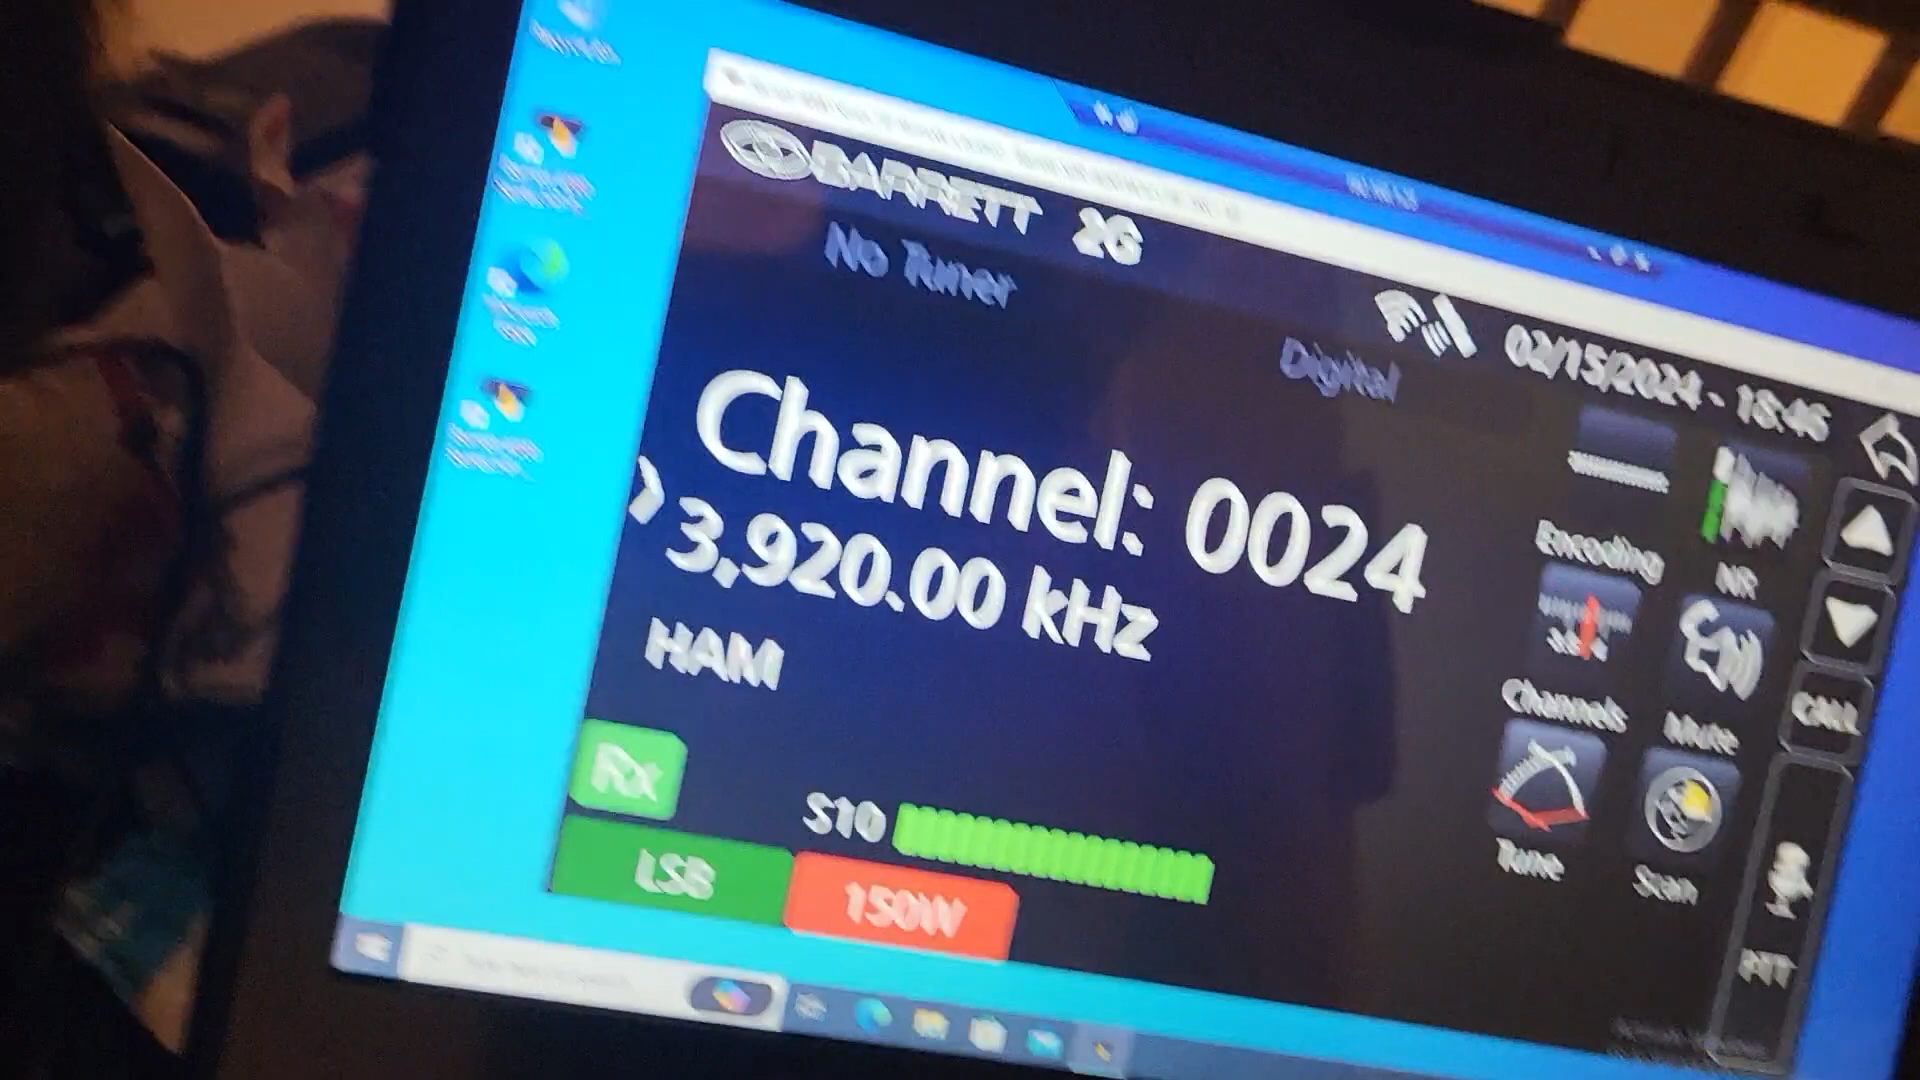 BARRETT 2G
No Tuner
Digital
02/15/2024 - 18:46
Channel: 0024
3,920.00 kHz
HAM
Encoding
NR
Channels
Mute
CALL
Rx
S10
Tune
Scan
LSB
150W
PTT